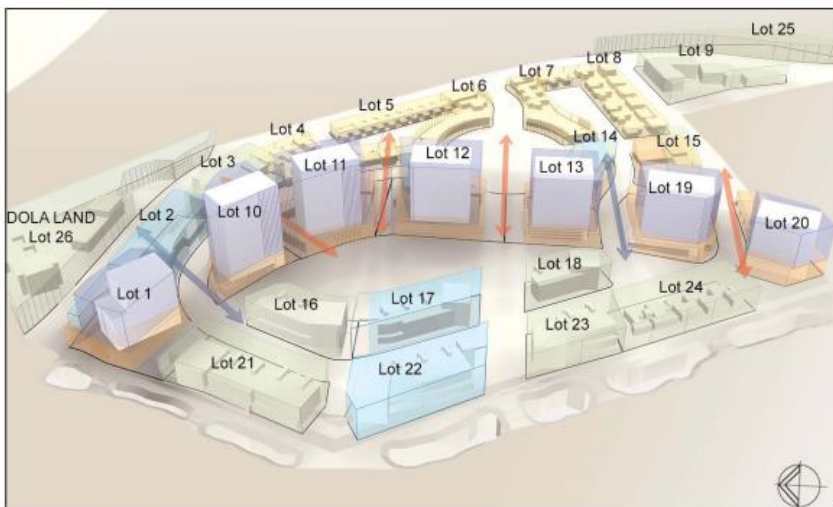 Lot 25
Lot 9
Lot 8
Lot 7
Lot 6
Lot 5
Lot 4
Lot 14
Lot 15
Lot 3
Lot 11
Lot 12
Lot 13
Lot 19
Lot 10
Lot 2
DOLA LAND
Lot 26
Lot 20
Lot 1
Lot 18
Lot 24
Lot 16
Lot 17
Lot 23
Lot 21
Lot 22